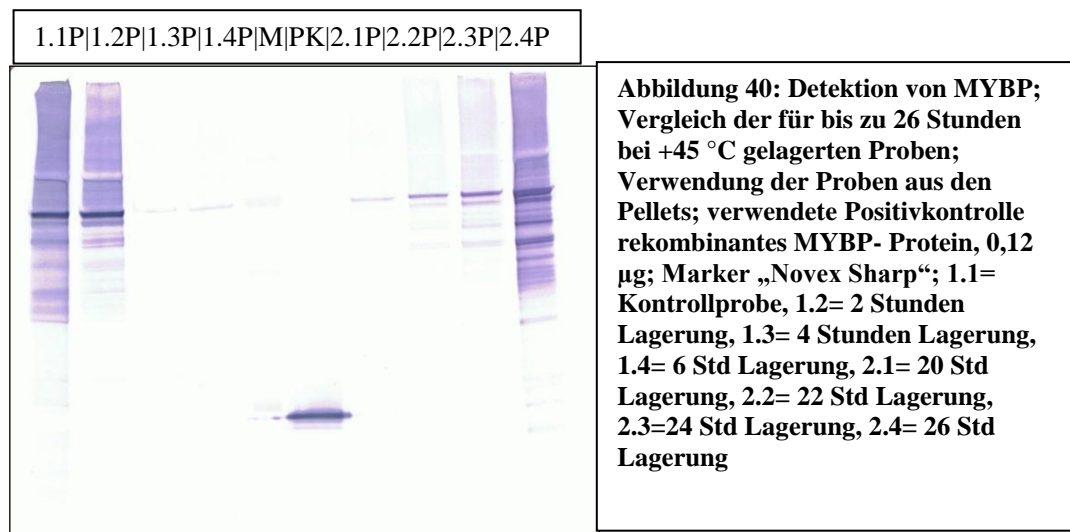 1.1P|1.2P|1.3P|1.4P|M|PK|2.1P|2.2P|2.3P|2.4P
Abbildung 40: Detektion von MYBP;
Vergleich der für bis zu 26 Stunden
bei +45 °C gelagerten Proben;
Verwendung der Proben aus den
Pellets; verwendete Positivkontrolle
rekombinantes MYBP- Protein, 0,12
µg; Marker „Novex Sharp“; 1.1=
Kontrollprobe, 1.2= 2 Stunden
Lagerung, 1.3= 4 Stunden Lagerung,
1.4= 6 Std Lagerung, 2.1= 20 Std
Lagerung, 2.2= 22 Std Lagerung,
2.3=24 Std Lagerung, 2.4= 26 Std
Lagerung